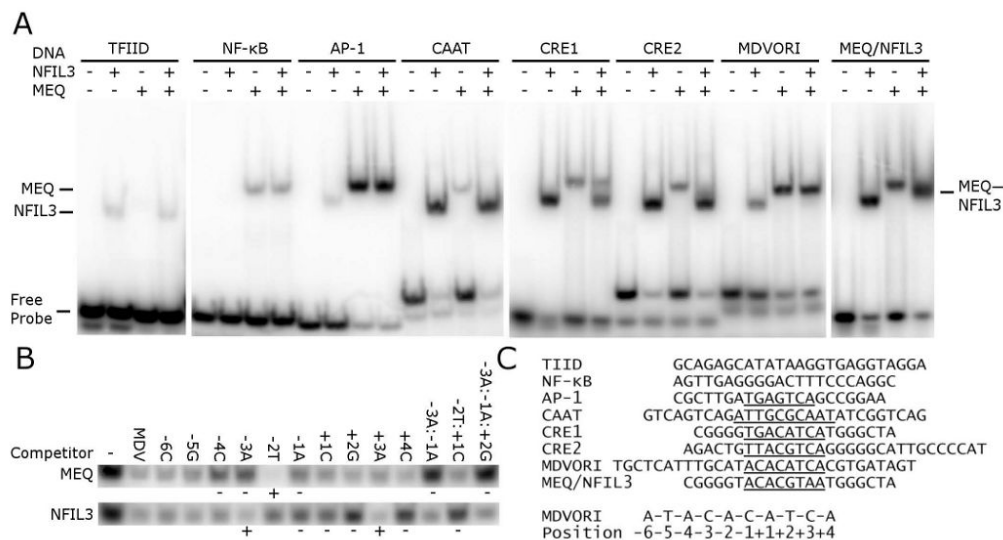 A
DNA TFIID NF-κB AP-1 CAAT CRE1 CRE2 MDVORI MEQ/NFIL3
NFIL3 - + - + - + - + - + - + - + - + - + - + - + - + - + - + - + - +
MEQ - - + + - - + + - - + + - - + + - - + + - - + + - - + + - - + +
MEQ
NFIL3
Free
Probe
MEQ
NFIL3
B
Competitor - MDV -6C -5G -4C -3A -2T -1A +1C +2G +3A +4C -3A:-1A -2T:+1C -3A:-1A:+2G
MEQ
- - + - - -
NFIL3
+ - - - + - -
C
TIID GCAGAGCATATAAGGTGAGGTAGGA
NF-κB AGTTGAGGGGACTTTCCCAGGC
AP-1 CGCTTGATGAGTCAGCCGGAA
CAAT GTCAGTCAGATTGCGCAATATCGGTCAG
CRE1 CGGGGTGACATCATGGGCTA
CRE2 AGACTGTTACGTCAGGGGGCATTGCCCCAT
MDVORI TGCTCATTTGCATACACATCACGTGATAGT
MEQ/NFIL3 CGGGGTACACGTAATGGGCTA
MDVORI A-T-A-C-A-C-A-T-C-A
Position -6-5-4-3-2-1+1+2+3+4